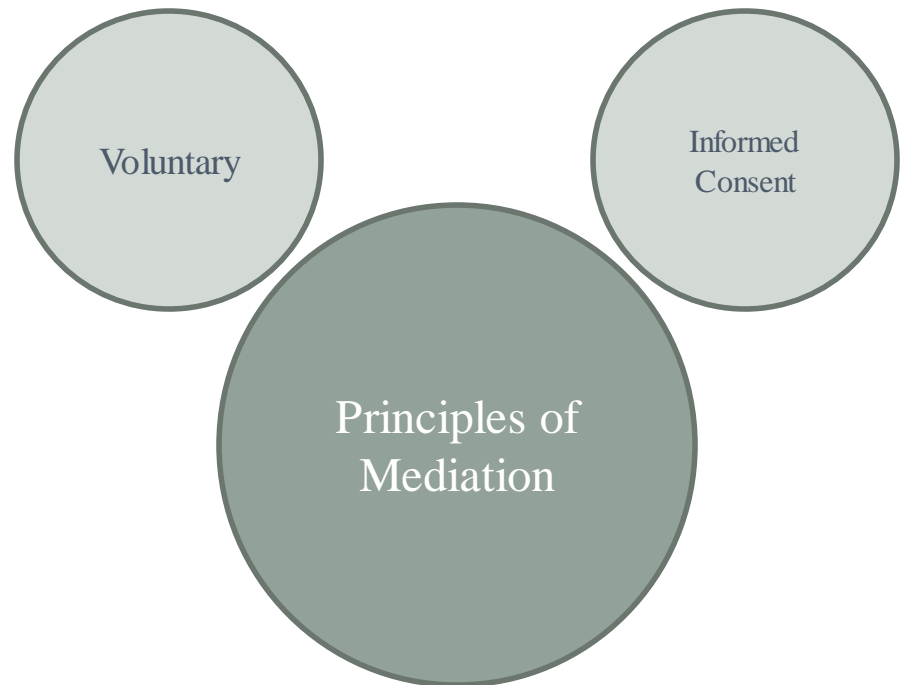 Voluntary
Informed
Consent
Principles of
Mediation